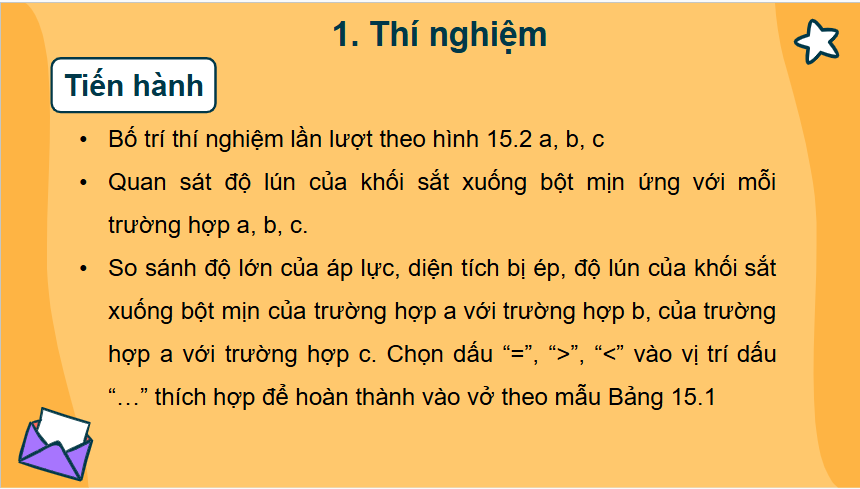 1. Thí nghiệm
Tiến hành
• Bố trí thí nghiệm lần lượt theo hình 15.2 a, b, c
• Quan sát độ lún của khối sắt xuống bột mịn ứng với mỗi
trường hợp a, b, c.
• So sánh độ lớn của áp lực, diện tích bị ép, độ lún của khối sắt
xuống bột mịn của trường hợp a với trường hợp b, của trường
hợp a với trường hợp c. Chọn dấu “=”, “>”, “<” vào vị trí dấu
“…” thích hợp để hoàn thành vào vở theo mẫu Bảng 15.1